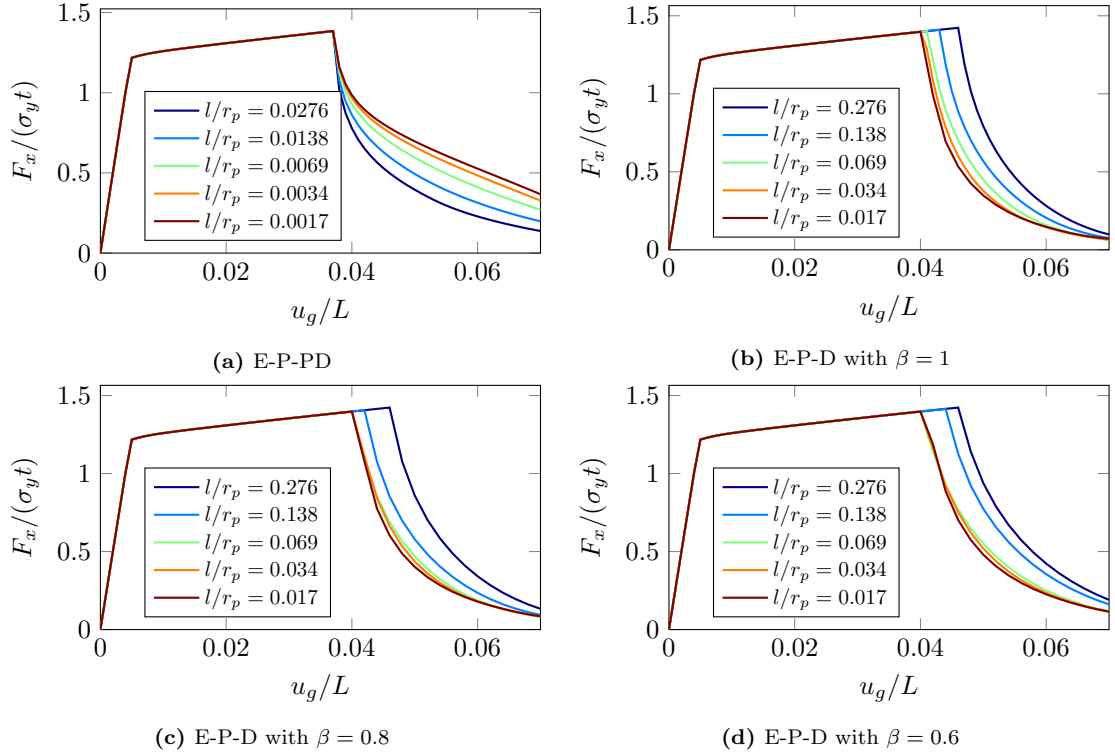 1.5
1
0.5
0
0
0.02
0.04
0.06
F_x/(σ_y t)
u_g/L
l/r_p = 0.0276
l/r_p = 0.0138
l/r_p = 0.0069
l/r_p = 0.0034
l/r_p = 0.0017
(a) E-P-PD
1.5
1
0.5
0
0
0.02
0.04
0.06
F_x/(σ_y t)
u_g/L
l/r_p = 0.276
l/r_p = 0.138
l/r_p = 0.069
l/r_p = 0.034
l/r_p = 0.017
(b) E-P-D with β = 1
1.5
1
0.5
0
0
0.02
0.04
0.06
F_x/(σ_y t)
u_g/L
l/r_p = 0.276
l/r_p = 0.138
l/r_p = 0.069
l/r_p = 0.034
l/r_p = 0.017
(c) E-P-D with β = 0.8
1.5
1
0.5
0
0
0.02
0.04
0.06
F_x/(σ_y t)
u_g/L
l/r_p = 0.276
l/r_p = 0.138
l/r_p = 0.069
l/r_p = 0.034
l/r_p = 0.017
(d) E-P-D with β = 0.6